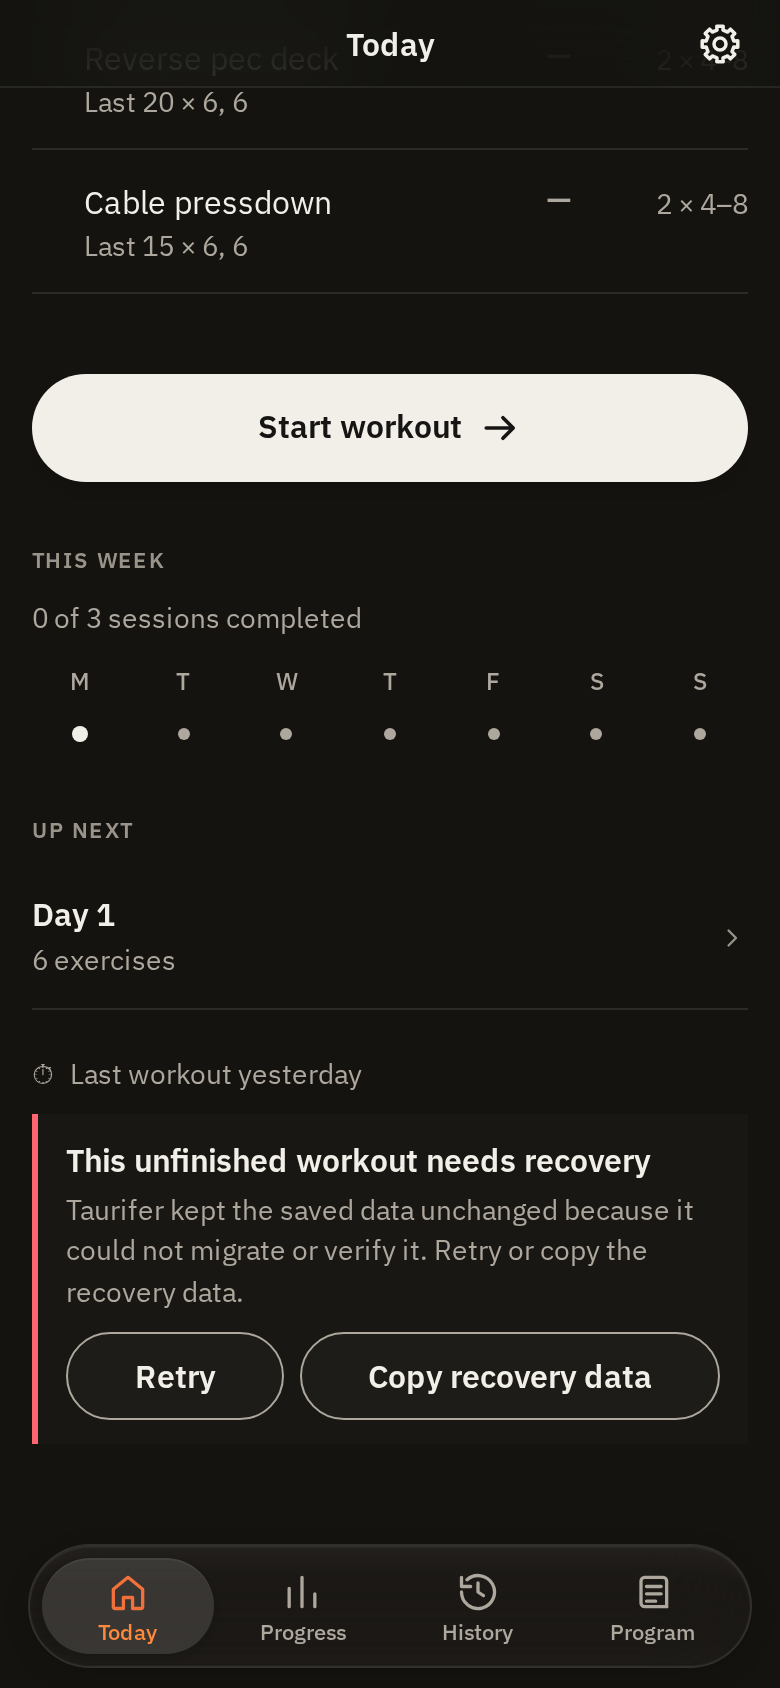 Today
Reverse pec deck – 2 × 4–8
Last 20 × 6, 6
Cable pressdown – 2 × 4–8
Last 15 × 6, 6
Start workout →
THIS WEEK
0 of 3 sessions completed
M T W T F S S
UP NEXT
Day 1
6 exercises
Last workout yesterday
This unfinished workout needs recovery
Taurifer kept the saved data unchanged because it
could not migrate or verify it. Retry or copy the
recovery data.
Retry Copy recovery data
Today Progress History Program